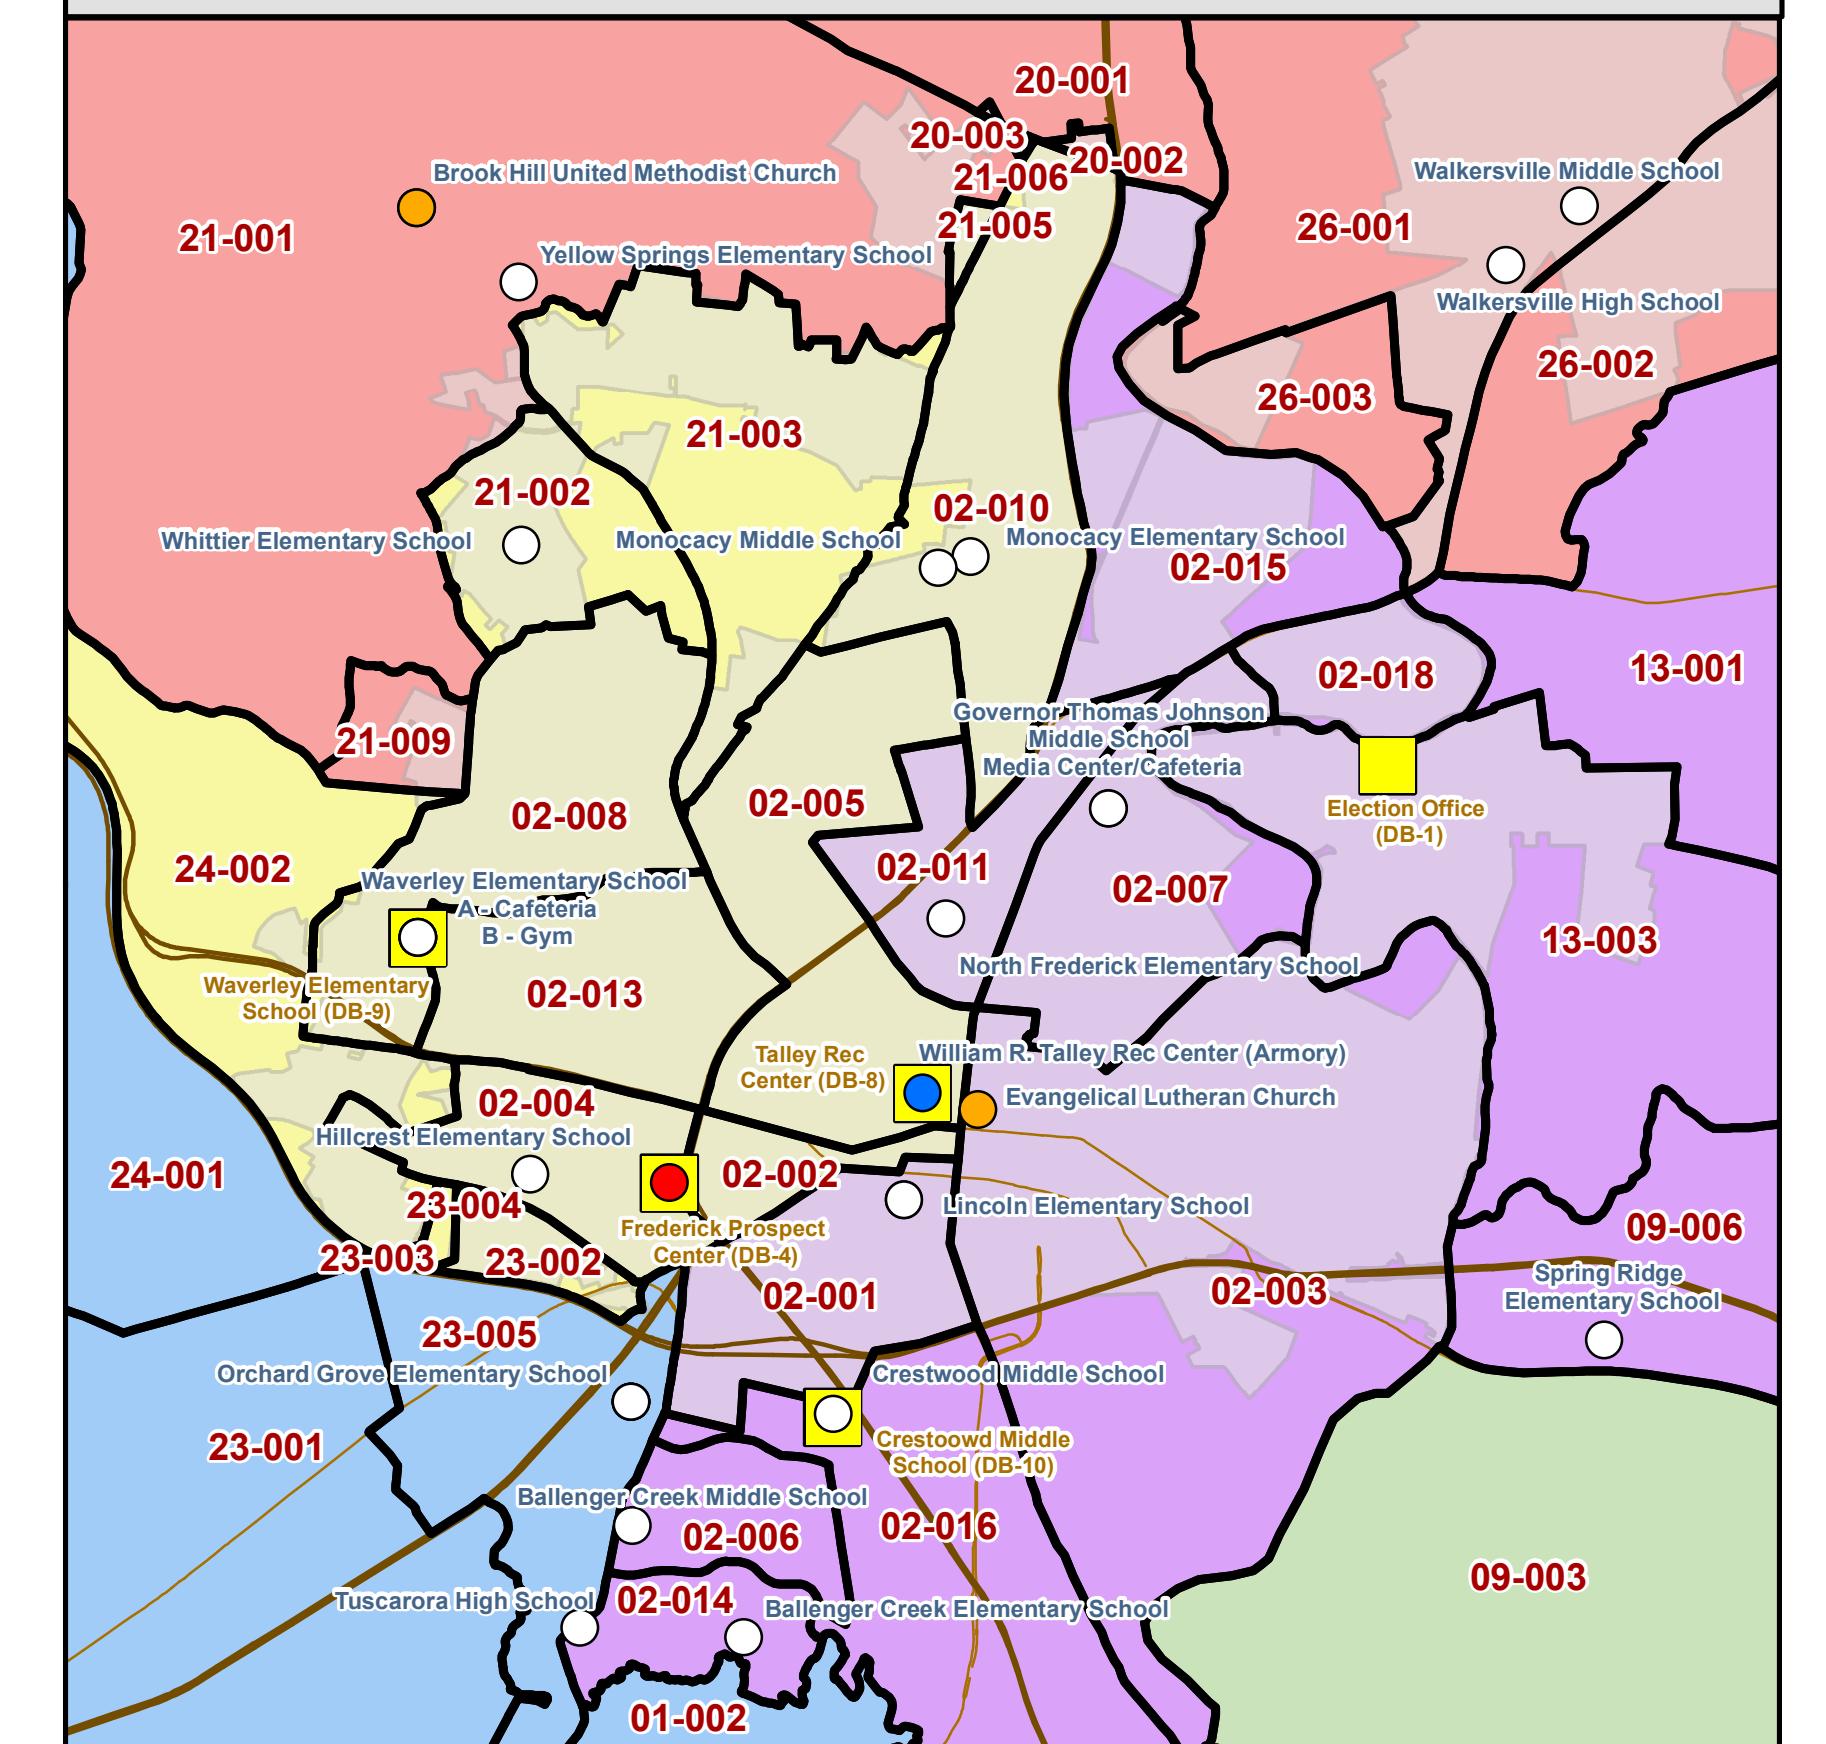 20-001
20-003
20-002
21-006
Brook Hill United Methodist Church
Walkersville Middle School
21-001
21-005
26-001
Yellow Springs Elementary School
Walkersville High School
26-002
26-003
21-003
21-002
02-010
Whittier Elementary School
Monocacy Middle School
Monocacy Elementary School
02-015
13-001
02-018
Governor Thomas Johnson
Middle School
Media Center/Cafeteria
21-009
02-008
02-005
Election Office
(DB-1)
24-002
02-011
02-007
Waverley Elementary School
A - Cafeteria
B - Gym
13-003
North Frederick Elementary School
Waverley Elementary
School (DB-9)
02-013
Talley Rec
Center (DB-8)
William R. Talley Rec Center (Armory)
Evangelical Lutheran Church
02-004
Hillcrest Elementary School
24-001
02-002
23-004
Lincoln Elementary School
Frederick Prospect
Center (DB-4)
09-006
23-003
23-002
02-001
02-003
Spring Ridge
Elementary School
23-005
Orchard Grove Elementary School
Crestwood Middle School
23-001
Crestoowd Middle
School (DB-10)
Ballenger Creek Middle School
02-006
02-016
09-003
Tuscarora High School
02-014
Ballenger Creek Elementary School
01-002